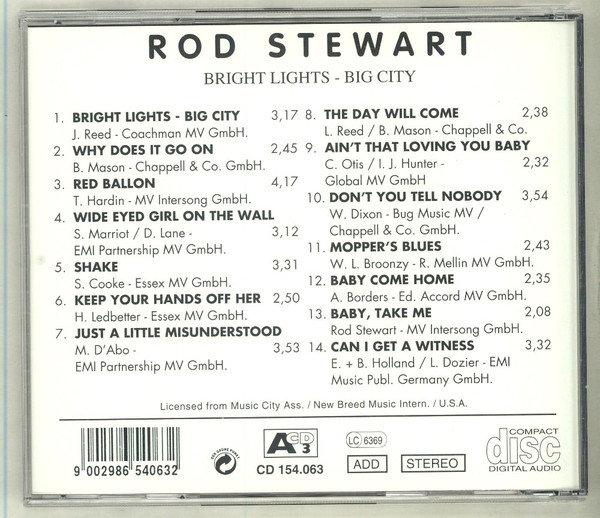 ROD STEWART
BRIGHT LIGHTS - BIG CITY
1. BRIGHT LIGHTS - BIG CITY 3,17
J. Reed - Coachman MV GmbH.
2. WHY DOES IT GO ON 2,45
B. Mason - Chappell & Co. GmbH.
3. RED BALLON 4,17
T. Hardin - MV Intersong GmbH.
4. WIDE EYED GIRL ON THE WALL
S. Marriot / D. Lane - 3,12
EMI Partnership MV GmbH.
5. SHAKE 3,31
S. Cooke - Essex MV GmbH.
6. KEEP YOUR HANDS OFF HER 2,50
H. Ledbetter - Essex MV GmbH.
7. JUST A LITTLE MISUNDERSTOOD
M. D'Abo - 3,53
EMI Partnership MV GmbH.
8. THE DAY WILL COME 2,38
L. Reed / B. Mason - Chappell & Co.
9. AIN'T THAT LOVING YOU BABY
C. Otis / I. J. Hunter - 2,32
Global MV GmbH
10. DON'T YOU TELL NOBODY 3,54
W. Dixon - Bug Music MV /
Chappell & Co. GmbH.
11. MOPPER'S BLUES 2,43
W. L. Broonzy - R. Mellin MV GmbH.
12. BABY COME HOME 2,35
A. Borders - Ed. Accord MV GmbH.
13. BABY, TAKE ME 2,08
Rod Stewart - MV Intersong GmbH.
14. CAN I GET A WITNESS 3,32
E. + B. Holland / L. Dozier - EMI
Music Publ. Germany GmbH.
Licensed from Music City Ass. / New Breed Music Intern. / U.S.A.
9 002986 540632
DER GRÜNE PUNKT
ACD 3
CD 154.063
LC 6369
ADD
STEREO
COMPACT
disc
DIGITAL AUDIO